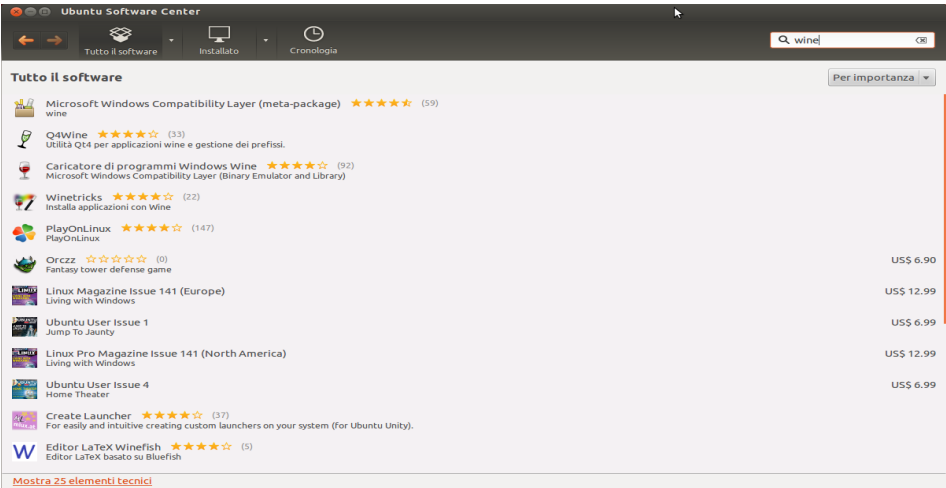 Ubuntu Software Center
Tutto il software
Installato
Cronologia
wine
Tutto il software
Per importanza
Microsoft Windows Compatibility Layer (meta-package) (59)
wine
Q4Wine (33)
Utilità Qt4 per applicazioni wine e gestione dei prefissi.
Caricatore di programmi Windows Wine (92)
Microsoft Windows Compatibility Layer (Binary Emulator and Library)
Winetricks (22)
Installa applicazioni con Wine
PlayOnLinux (147)
PlayOnLinux
Orczz (0) US$ 6.90
Fantasy tower defense game
Linux Magazine Issue 141 (Europe) US$ 12.99
Living with Windows
Ubuntu User Issue 1 US$ 6.99
Jump To Jaunty
Linux Pro Magazine Issue 141 (North America) US$ 12.99
Living with Windows
Ubuntu User Issue 4 US$ 6.99
Home Theater
Create Launcher (37)
For easily and intuitive creating custom launchers on your system (for Ubuntu Unity).
Editor LaTeX Winefish (5)
Editor LaTeX basato su Bluefish
Mostra 25 elementi tecnici